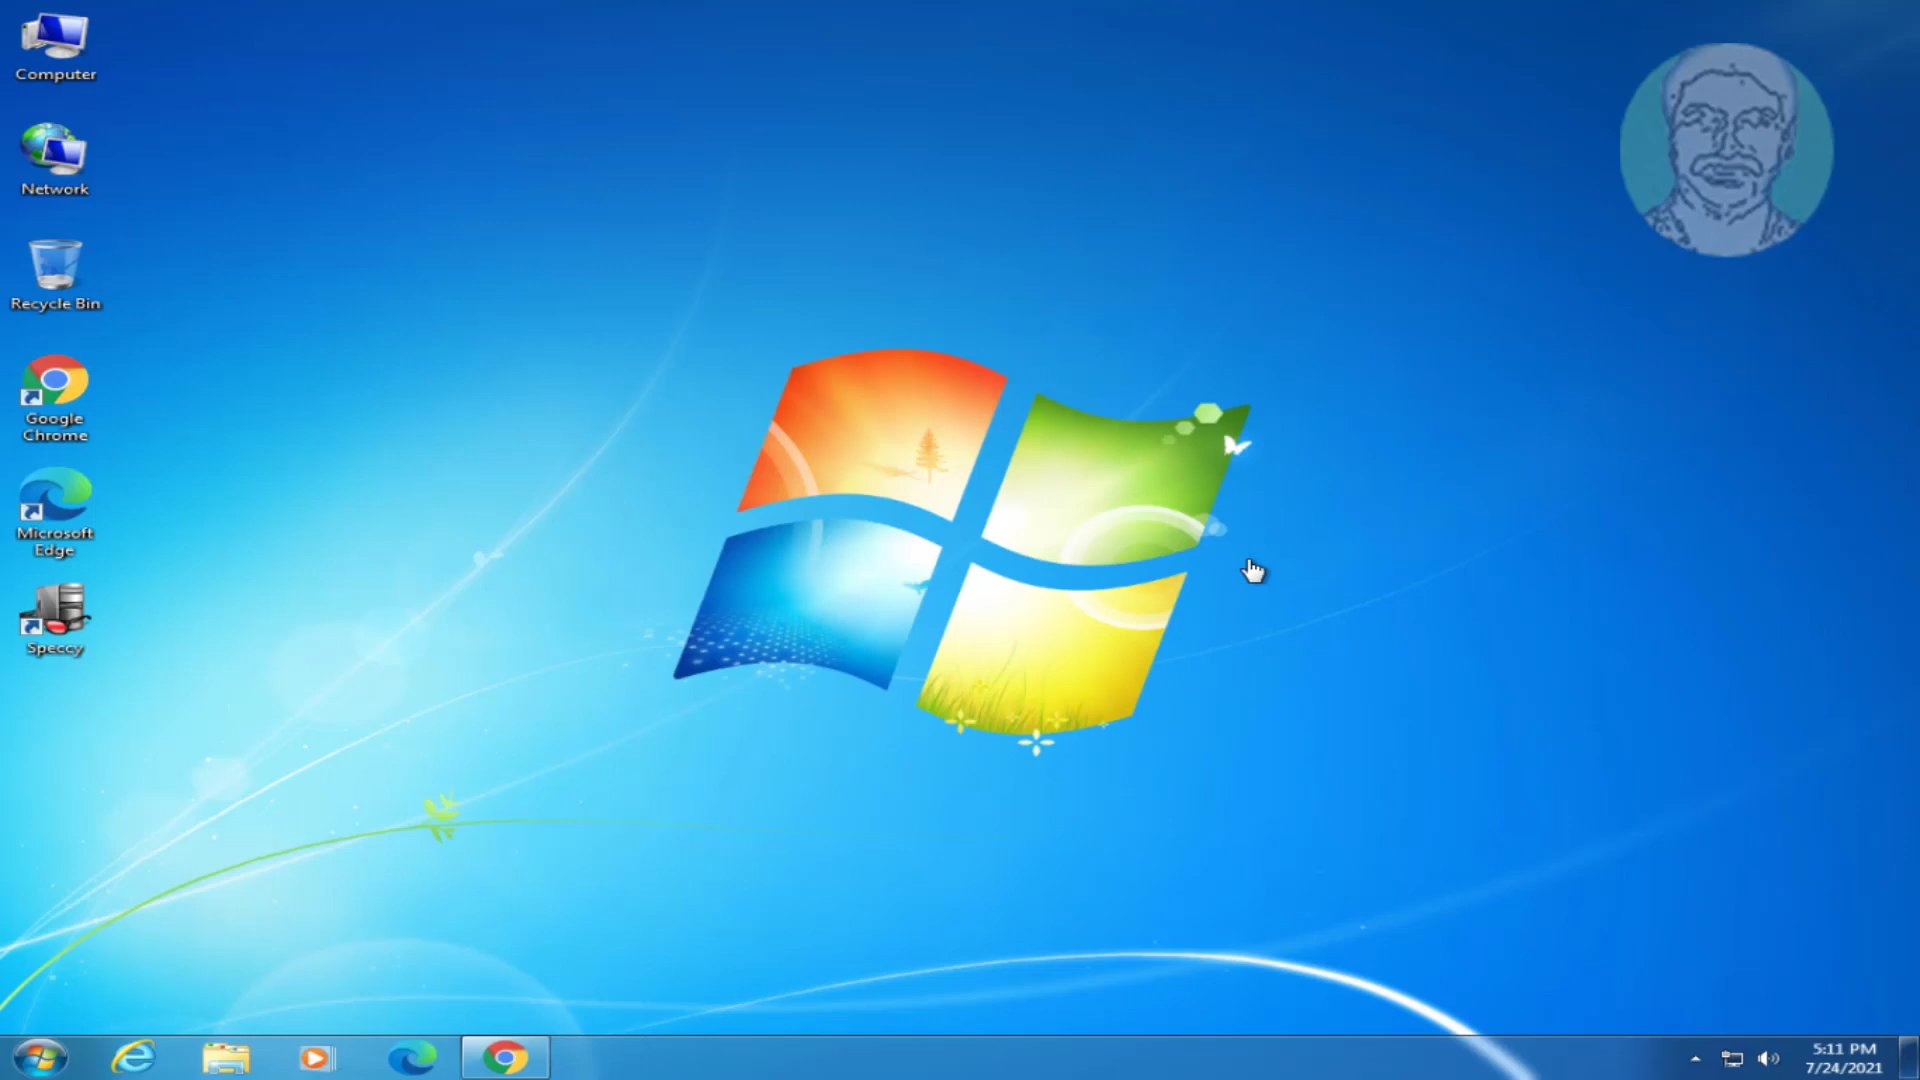 Computer
Network
Recycle Bin
Google
Chrome
Microsoft
Edge
Speccy
5:11 PM
7/24/2021